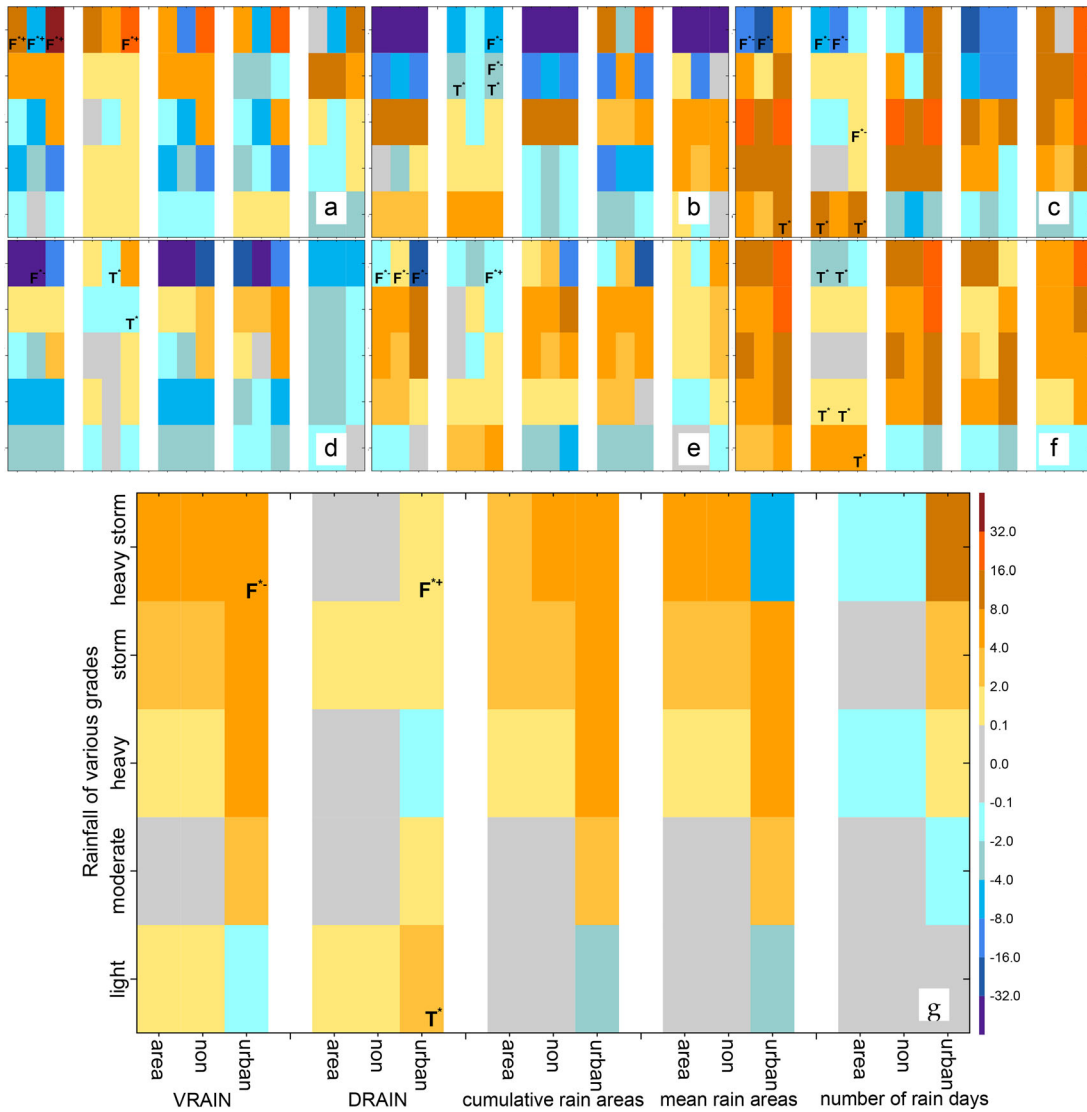 F*+ F*+ F*+ F*+
a
F*-
F*-
T* T*
b
F*- F*- F*- F*-
F*-
T* T* T*
c
F*- T*
T*
d
F*- F*- F*- F*+
e
T* T*
T* T*
T*
f
Rainfall of various grades
heavy storm
storm
heavy
moderate
light
F*- F*+
T*
g
32.0
16.0
8.0
4.0
2.0
0.1
0.0
-0.1
-2.0
-4.0
-8.0
-16.0
-32.0
area non urban area non urban area non urban area non urban area non urban
VRAIN DRAIN cumulative rain areas mean rain areas number of rain days